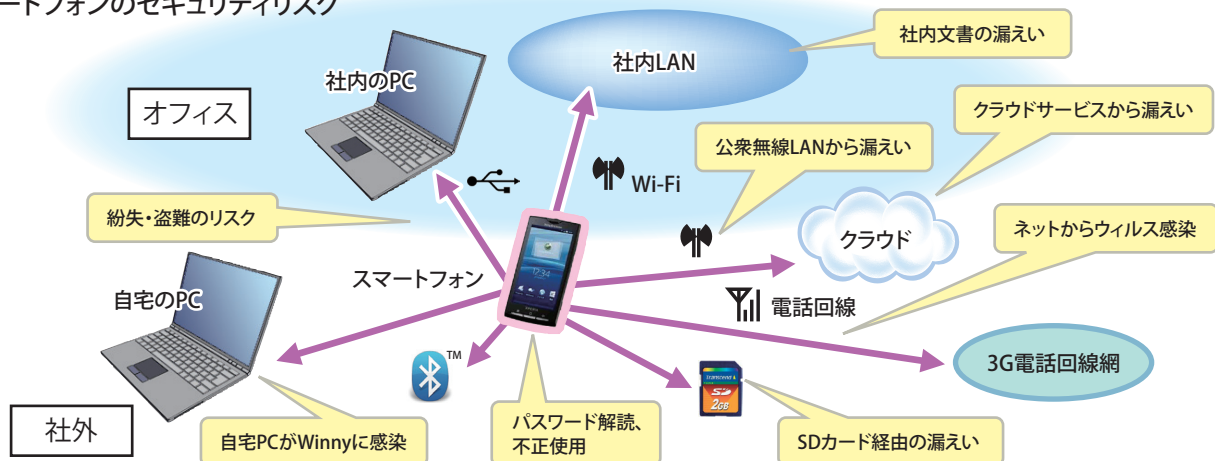 ートフォンのセキュリティリスク
社内文書の漏えい
社内LAN
社内のPC
オフィス
クラウドサービスから漏えい
公衆無線LANから漏えい
Wi-Fi
紛失・盗難のリスク
クラウド
ネットからウィルス感染
スマートフォン
自宅のPC
電話回線
TM
3G電話回線網
Transcend
SD
2GB
17:34
社外
自宅PCがWinnyに感染
パスワード解読、
不正使用
SDカード経由の漏えい